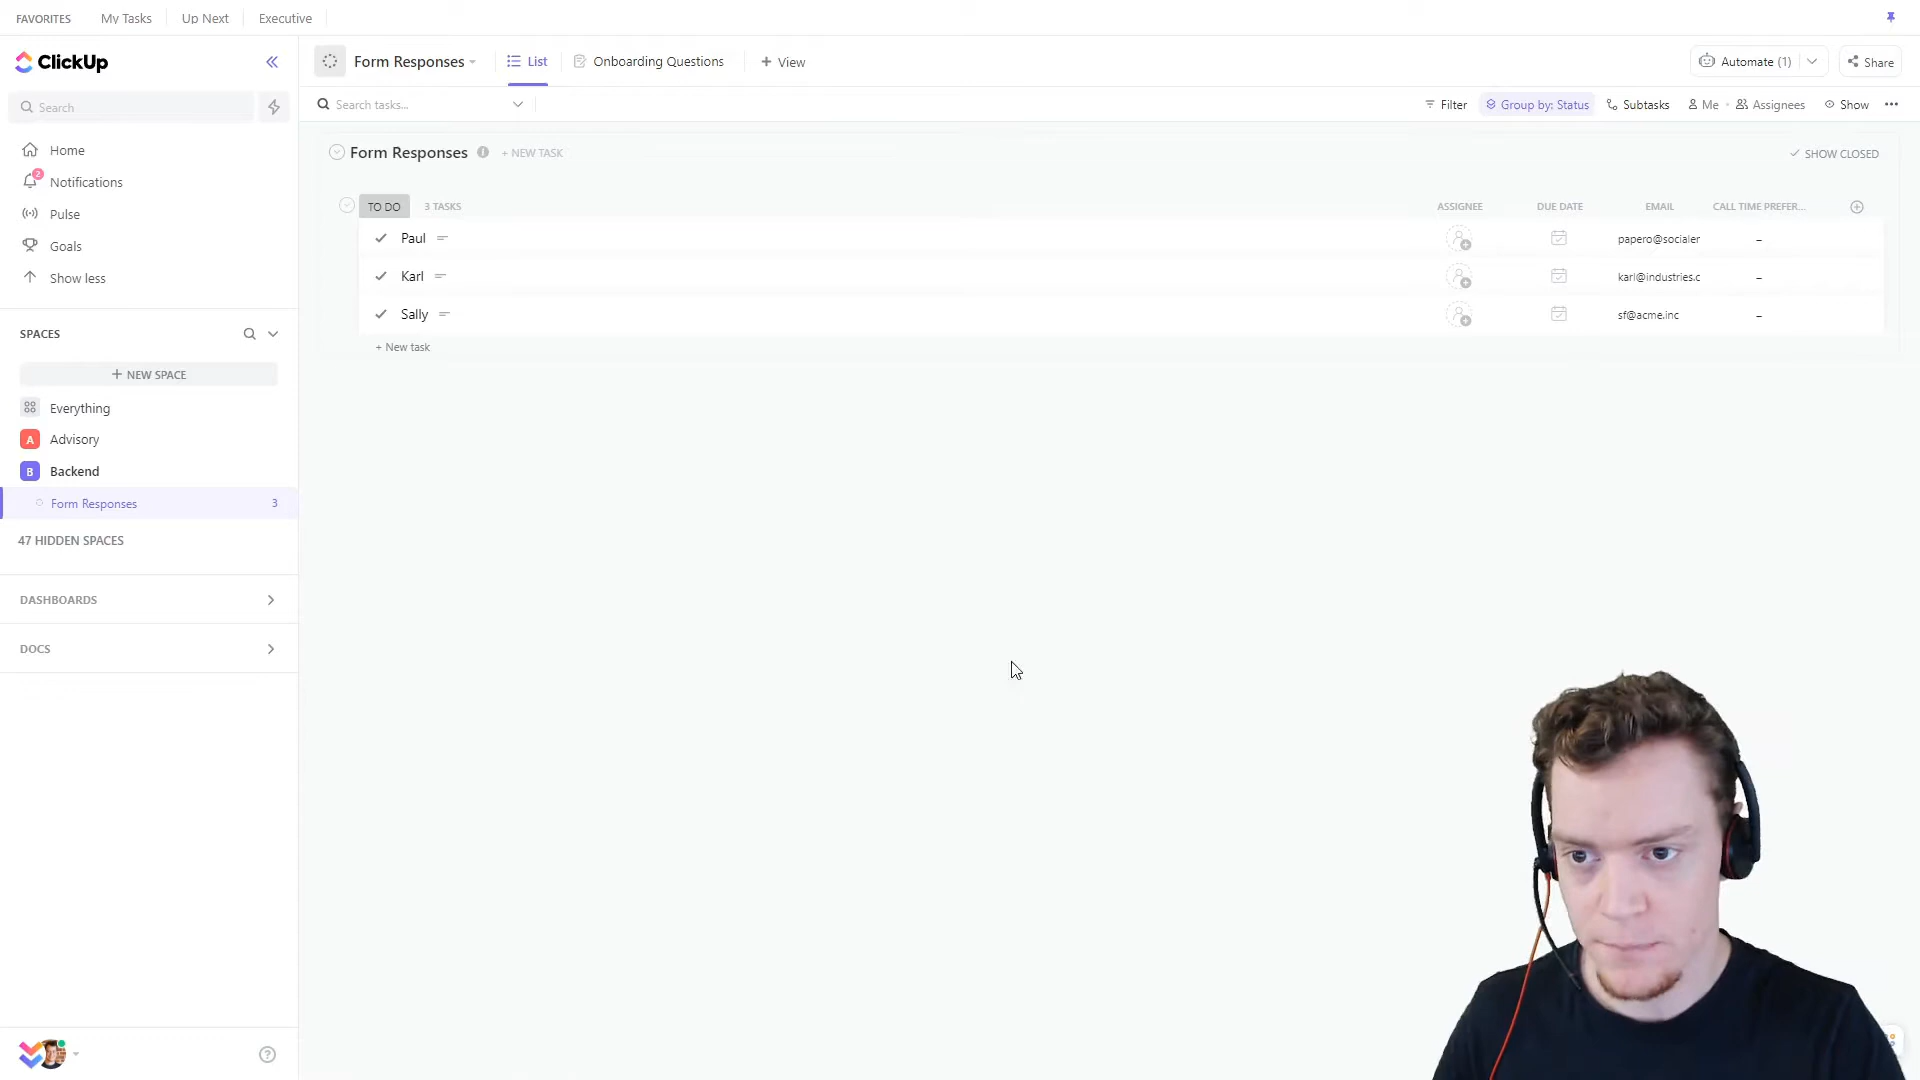 FAVORITES My Tasks Up Next Executive
ClickUp
Form Responses List Onboarding Questions + View Automate (1) Share
Search
Search tasks... Filter Group by: Status Subtasks Me Assignees Show
Home
Notifications 2
Pulse
Goals
Show less
Form Responses + NEW TASK SHOW CLOSED
TO DO 3 TASKS ASSIGNEE DUE DATE EMAIL CALL TIME PREFER...
Paul papero@socialer –
Karl karl@industries.c –
Sally sf@acme.inc –
+ New task
SPACES
+ NEW SPACE
Everything
A Advisory
B Backend
Form Responses 3
47 HIDDEN SPACES
DASHBOARDS
DOCS